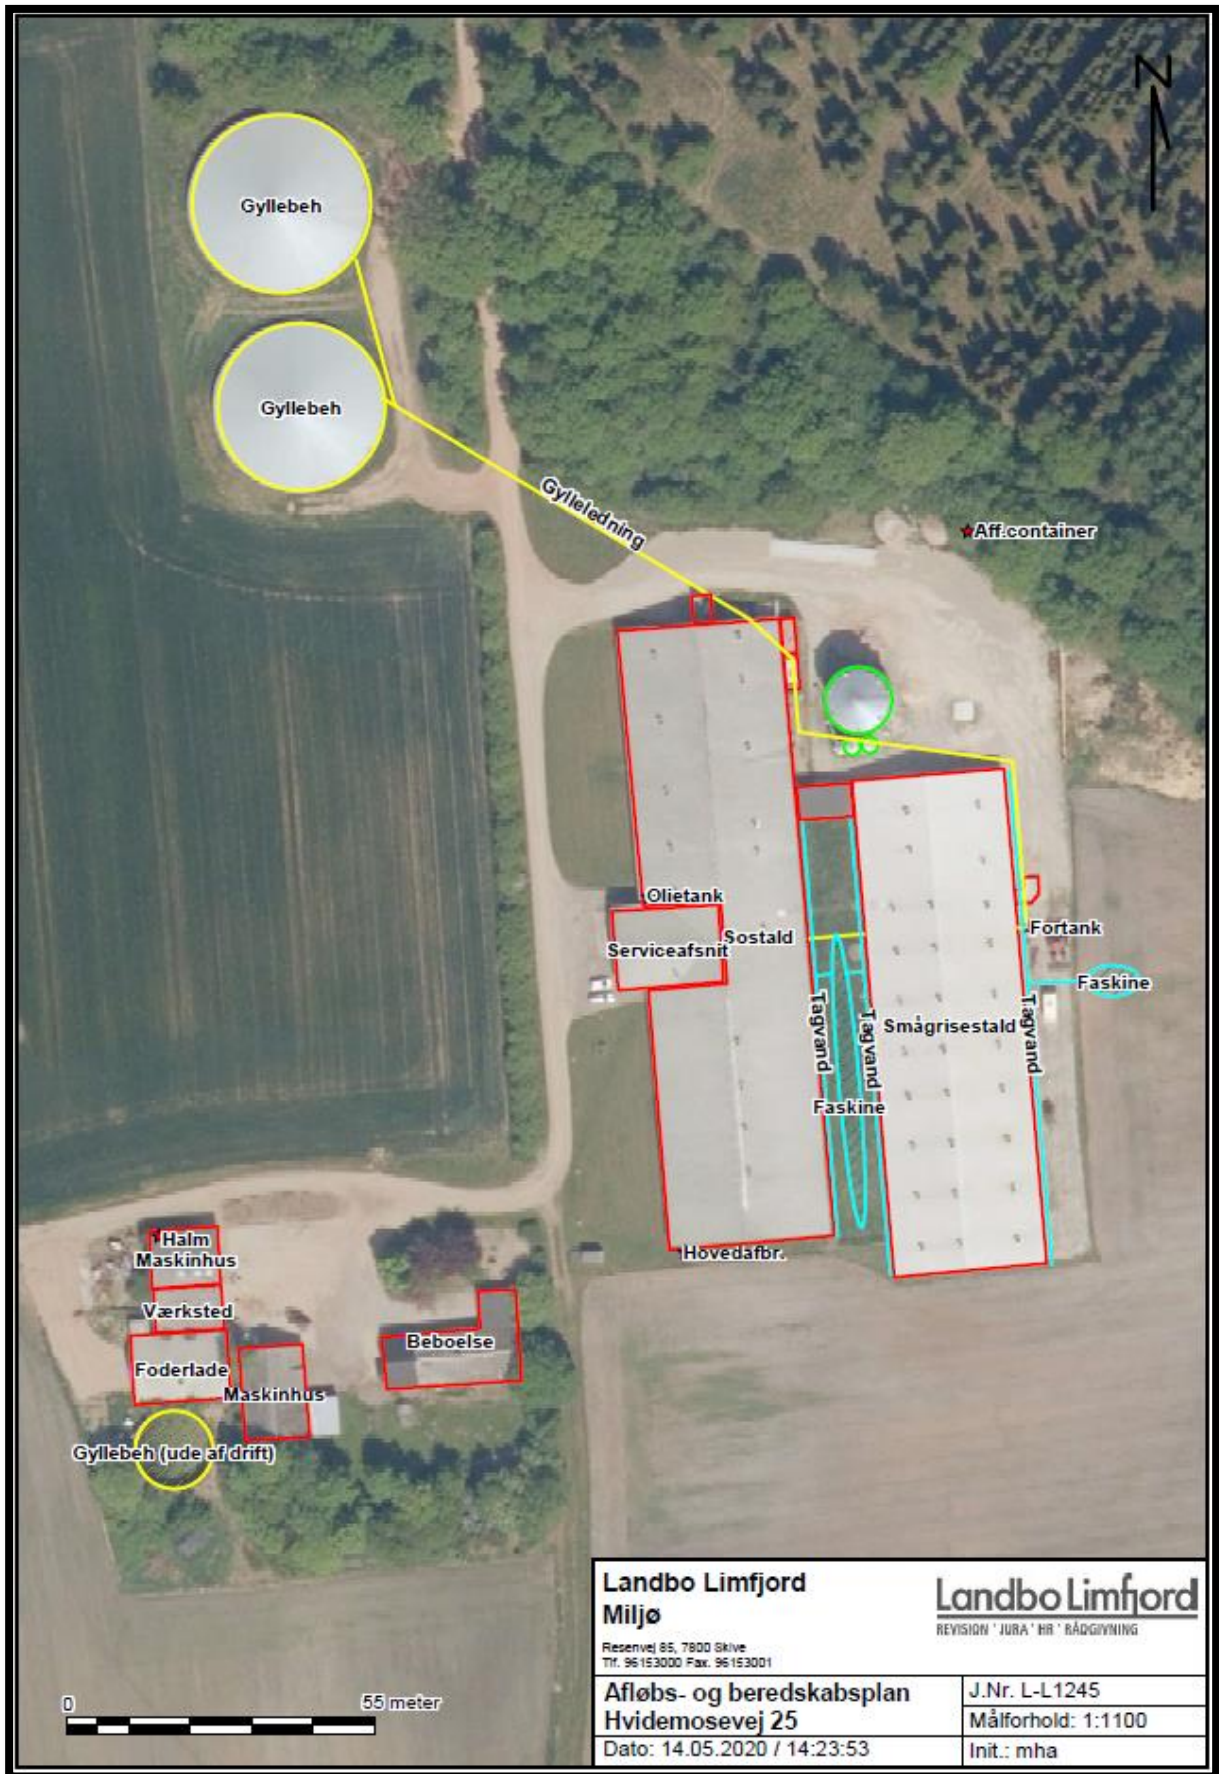 N
Gyllebeh
Gyllebeh
Gylleledning
Aff.container
Olietank
Serviceafsnit
Sostald
Fortank
Faskine
Tagvand
Tagvand
Smågrisestald
Tagvand
Faskine
Hovedafbr.
Halm
Maskinhus
Værksted
Foderlade
Maskinhus
Beboelse
Gyllebeh (ude af drift)
0 55 meter
Landbo Limfjord
Miljø
Resenvej 85, 7800 Skive
Tlf. 96153000 Fax. 96153001
Landbo Limfjord
REVISION ' JURA ' HR ' RÅDGIVNING
Afløbs- og beredskabsplan
Hvidemosevej 25
Dato: 14.05.2020 / 14:23:53
J.Nr. L-L1245
Målforhold: 1:1100
Init.: mha